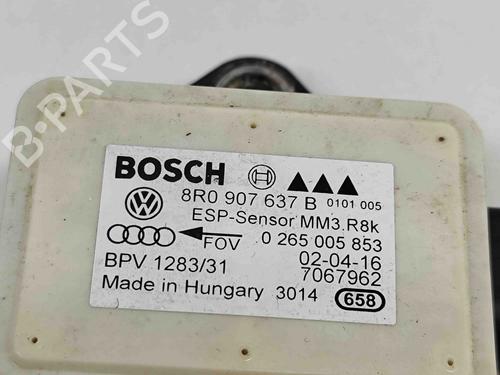 B-PARTS
BOSCH
8R0 907 637 B 0101 005
ESP-Sensor MM3.R8k
FOV 0 265 005 853
BPV 1283/31 02-04-16
7067962
Made in Hungary 3014 658